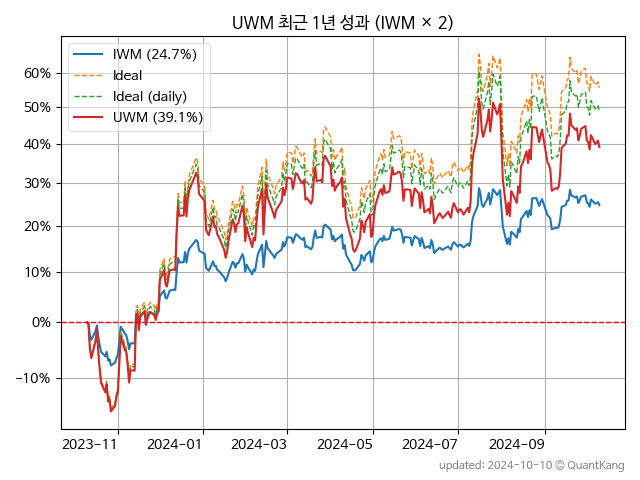 UWM 최근 1년 성과 (IWM × 2)
IWM (24.7%)
Ideal
Ideal (daily)
UWM (39.1%)
60%
50%
40%
30%
20%
10%
0%
−10%
2023−11
2024−01
2024−03
2024−05
2024−07
2024−09
updated: 2024-10-10 © QuantKang